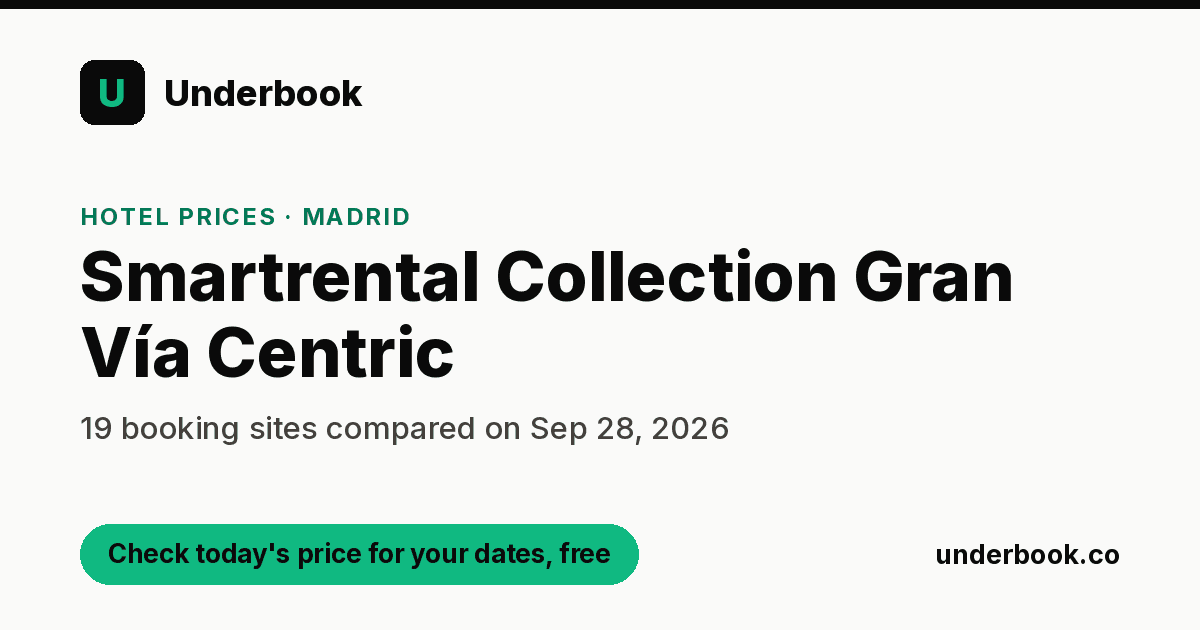 U Underbook
HOTEL PRICES · MADRID
Smartrental Collection Gran
Vía Centric
19 booking sites compared on Sep 28, 2026
Check today's price for your dates, free
underbook.co